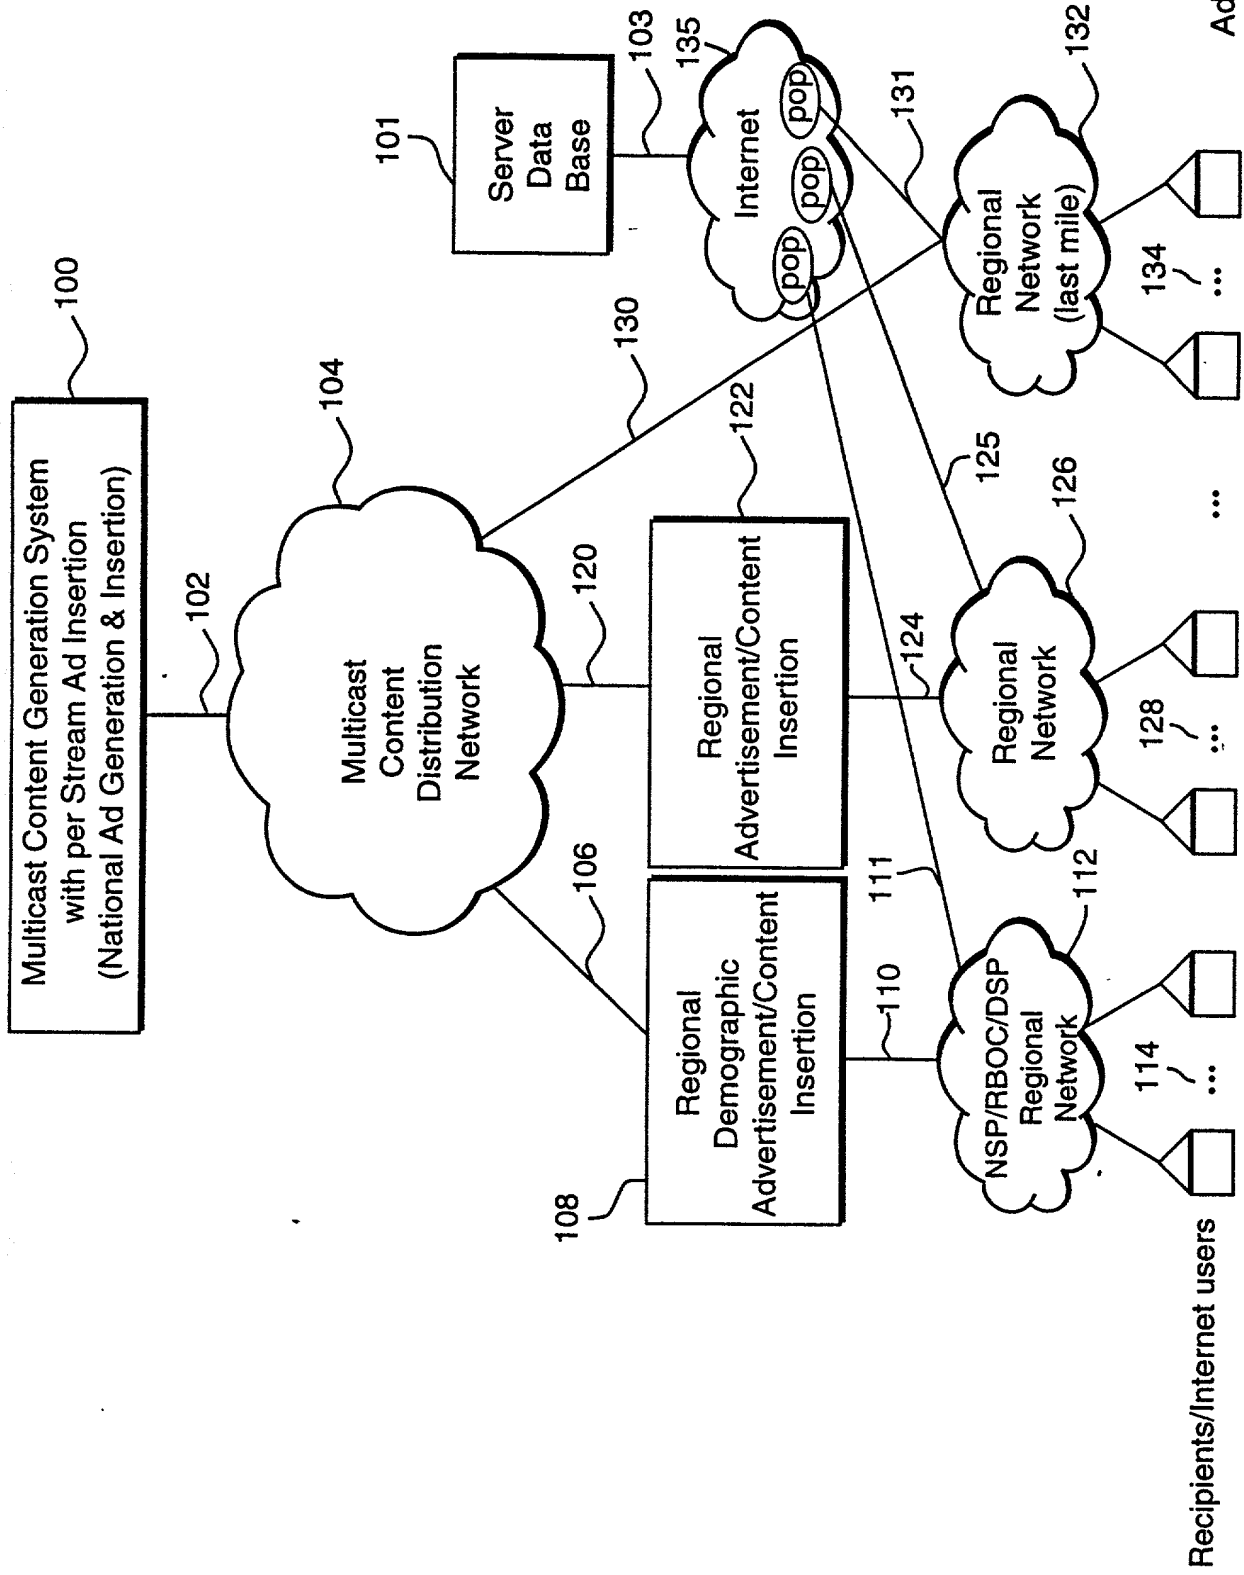 Multicast Content Generation System
with per Stream Ad Insertion
(National Ad Generation & Insertion)
100
102
104
Multicast
Content
Distribution
Network
101
Server
Data
Base
103
135
Internet
pop
pop
pop
106
120
130
108
Regional
Demographic
Advertisement/Content
Insertion
122
Regional
Advertisement/Content
Insertion
110
111
124
125
131
112
NSP/RBOC/DSP
Regional
Network
126
Regional
Network
132
Regional
Network
(last mile)
114
...
128
...
...
134
...
Recipients/Internet users
Ad